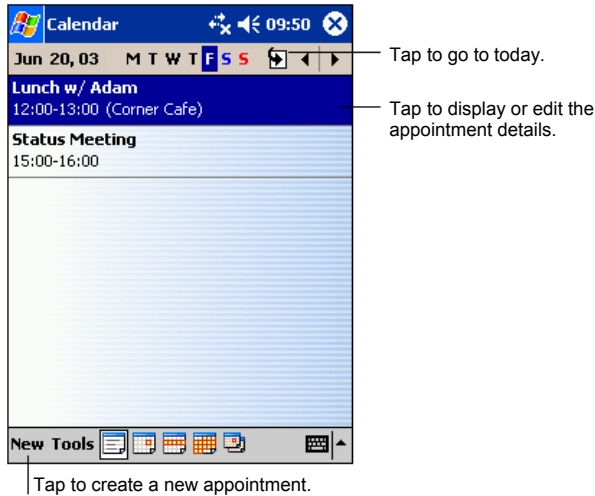 Calendar 09:50
Jun 20, 03 M T W T F S S
Tap to go to today.
Lunch w/ Adam
12:00-13:00 (Corner Cafe)
Tap to display or edit the
appointment details.
Status Meeting
15:00-16:00
New Tools
Tap to create a new appointment.